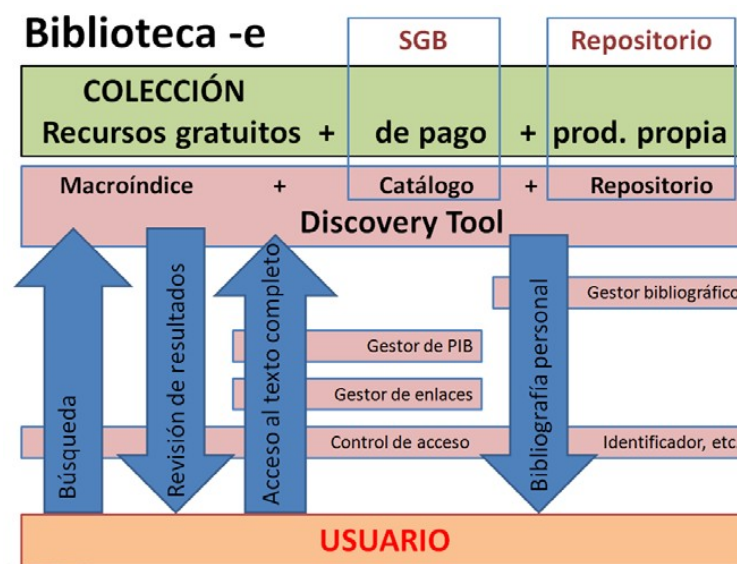 Biblioteca -e
SGB
Repositorio
COLECCIÓN
Recursos gratuitos + de pago + prod. propia
Macroíndice + Catálogo + Repositorio
Discovery Tool
Búsqueda
Revisión de resultados
Acceso al texto completo
Bibliografía personal
Gestor bibliográfico
Gestor de PIB
Gestor de enlaces
Control de acceso
Identificador, etc.
USUARIO